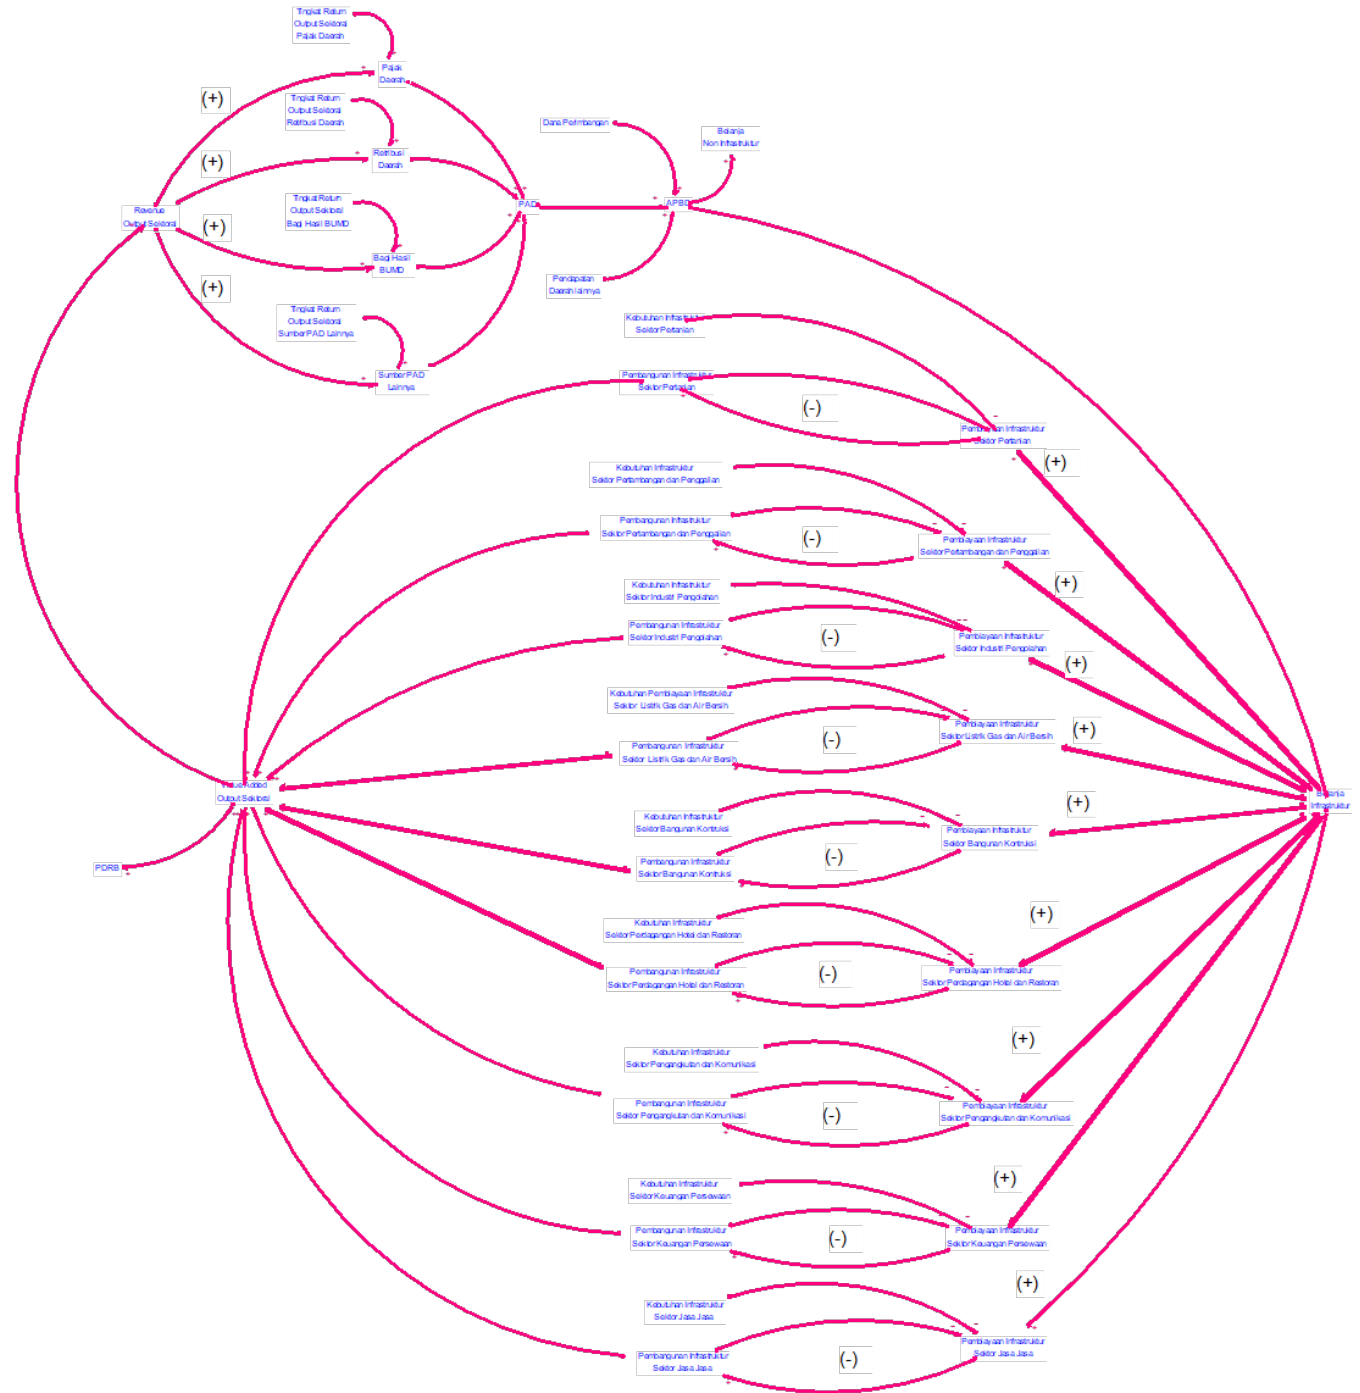 Tingkat Return
Output Sektoral
Pajak Daerah
Pajak
Daerah
(+)
Tingkat Return
Output Sektoral
Retribusi Daerah
Retribusi
Daerah
(+)
Dana Perimbangan
Belanja
Non Infrastruktur
Tingkat Return
Output Sektoral
Bagi Hasil BUMD
Revenue
Output Sektoral
(+)
PAD
APBD
Bagi Hasil
BUMD
(+)
Pendapatan
Daerah lainnya
Tingkat Return
Output Sektoral
Sumber PAD Lainnya
Sumber PAD
Lainnya
Kebutuhan Infrastruktur
Sektor Pertanian
Pembangunan Infrastruktur
Sektor Pertanian
(-)
Pembiayaan Infrastruktur
Sektor Pertanian
(+)
Kebutuhan Infrastruktur
Sektor Pertambangan dan Penggalian
Pembangunan Infrastruktur
Sektor Pertambangan dan Penggalian
(-)
Pembiayaan Infrastruktur
Sektor Pertambangan dan Penggalian
(+)
Kebutuhan Infrastruktur
Sektor Industri Pengolahan
Pembangunan Infrastruktur
Sektor Industri Pengolahan
(-)
Pembiayaan Infrastruktur
Sektor Industri Pengolahan
(+)
Kebutuhan Pembiayaan Infrastruktur
Sektor Listrik Gas dan Air Bersih
Pembangunan Infrastruktur
Sektor Listrik Gas dan Air Bersih
(-)
Pembiayaan Infrastruktur
Sektor Listrik Gas dan Air Bersih
(+)
Value Added
Output Sektoral
Belanja
Infrastruktur
Kebutuhan Infrastruktur
Sektor Bangunan Kontruksi
Pembangunan Infrastruktur
Sektor Bangunan Kontruksi
(-)
Pembiayaan Infrastruktur
Sektor Bangunan Kontruksi
(+)
PDRB
Kebutuhan Infrastruktur
Sektor Perdagangan Hotel dan Restoran
Pembangunan Infrastruktur
Sektor Perdagangan Hotel dan Restoran
(-)
Pembiayaan Infrastruktur
Sektor Perdagangan Hotel dan Restoran
(+)
Kebutuhan Infrastruktur
Sektor Pengangkutan dan Komunikasi
Pembangunan Infrastruktur
Sektor Pengangkutan dan Komunikasi
(-)
Pembiayaan Infrastruktur
Sektor Pengangkutan dan Komunikasi
(+)
Kebutuhan Infrastruktur
Sektor Keuangan Persewaan
Pembangunan Infrastruktur
Sektor Keuangan Persewaan
(-)
Pembiayaan Infrastruktur
Sektor Keuangan Persewaan
(+)
Kebutuhan Infrastruktur
Sektor Jasa Jasa
Pembangunan Infrastruktur
Sektor Jasa Jasa
(-)
Pembiayaan Infrastruktur
Sektor Jasa Jasa
(+)